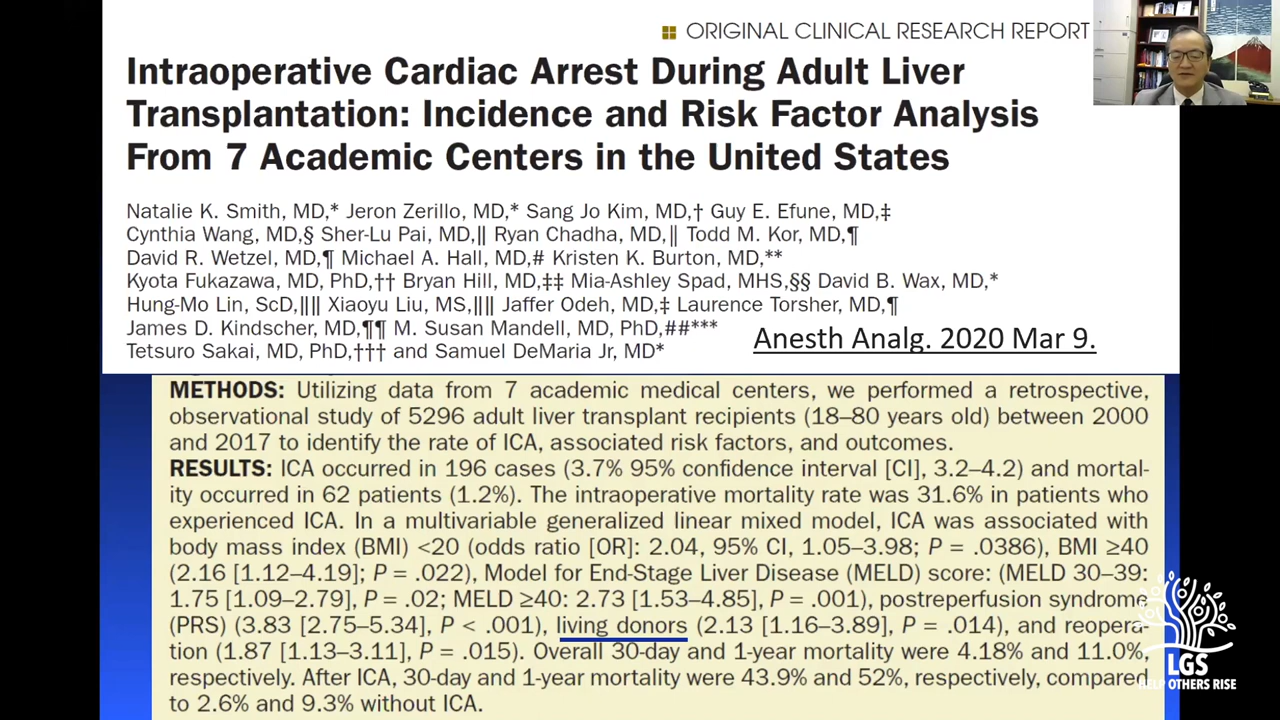 ORIGINAL CLINICAL RESEARCH REPORT
Intraoperative Cardiac Arrest During Adult Liver
Transplantation: Incidence and Risk Factor Analysis
From 7 Academic Centers in the United States
Natalie K. Smith, MD,* Jeron Zerillo, MD,* Sang Jo Kim, MD,† Guy E. Efune, MD,‡
Cynthia Wang, MD,§ Sher-Lu Pai, MD,‖ Ryan Chadha, MD,‖ Todd M. Kor, MD,¶
David R. Wetzel, MD,¶ Michael A. Hall, MD,# Kristen K. Burton, MD,**
Kyota Fukazawa, MD, PhD,†† Bryan Hill, MD,‡‡ Mia-Ashley Spad, MHS,§§ David B. Wax, MD,*
Hung-Mo Lin, ScD,‖‖ Xiaoyu Liu, MS,‖‖ Jaffer Odeh, MD,‡ Laurence Torsher, MD,¶
James D. Kindscher, MD,¶¶ M. Susan Mandell, MD, PhD,##***
Tetsuro Sakai, MD, PhD,††† and Samuel DeMaria Jr, MD*
Anesth Analg. 2020 Mar 9.
METHODS: Utilizing data from 7 academic medical centers, we performed a retrospective,
observational study of 5296 adult liver transplant recipients (18–80 years old) between 2000
and 2017 to identify the rate of ICA, associated risk factors, and outcomes.
RESULTS: ICA occurred in 196 cases (3.7% 95% confidence interval [CI], 3.2–4.2) and mortal-
ity occurred in 62 patients (1.2%). The intraoperative mortality rate was 31.6% in patients who
experienced ICA. In a multivariable generalized linear mixed model, ICA was associated with
body mass index (BMI) <20 (odds ratio [OR]: 2.04, 95% CI, 1.05–3.98; P = .0386), BMI ≥40
(2.16 [1.12–4.19]; P = .022), Model for End-Stage Liver Disease (MELD) score: (MELD 30–39:
1.75 [1.09–2.79], P = .02; MELD ≥40: 2.73 [1.53–4.85], P = .001), postreperfusion syndrome
(PRS) (3.83 [2.75–5.34], P < .001), living donors (2.13 [1.16–3.89], P = .014), and reopera-
tion (1.87 [1.13–3.11], P = .015). Overall 30-day and 1-year mortality were 4.18% and 11.0%,
respectively. After ICA, 30-day and 1-year mortality were 43.9% and 52%, respectively, compared
to 2.6% and 9.3% without ICA.
LGS
HELP OTHERS RISE